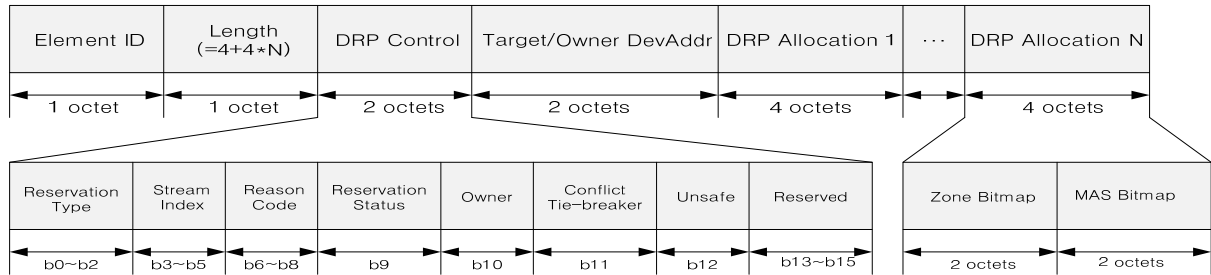 Element ID
Length
(=4+4*N)
DRP Control
Target/Owner DevAddr
DRP Allocation 1
...
DRP Allocation N
1 octet
1 octet
2 octets
2 octets
4 octets
4 octets
Reservation
Type
Stream
Index
Reason
Code
Reservation
Status
Owner
Conflict
Tie-breaker
Unsafe
Reserved
Zone Bitmap
MAS Bitmap
b0~b2
b3~b5
b6~b8
b9
b10
b11
b12
b13~b15
2 octets
2 octets